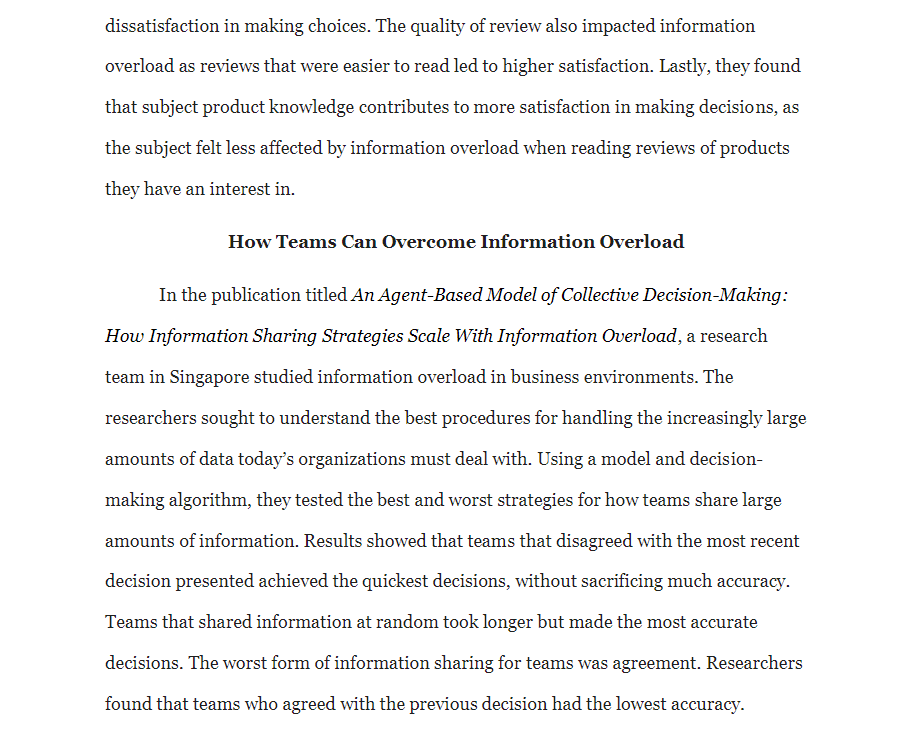 dissatisfaction in making choices. The quality of review also impacted information
overload as reviews that were easier to read led to higher satisfaction. Lastly, they found
that subject product knowledge contributes to more satisfaction in making decisions, as
the subject felt less affected by information overload when reading reviews of products
they have an interest in.
How Teams Can Overcome Information Overload
In the publication titled An Agent-Based Model of Collective Decision-Making:
How Information Sharing Strategies Scale With Information Overload, a research
team in Singapore studied information overload in business environments. The
researchers sought to understand the best procedures for handling the increasingly large
amounts of data today’s organizations must deal with. Using a model and decision-
making algorithm, they tested the best and worst strategies for how teams share large
amounts of information. Results showed that teams that disagreed with the most recent
decision presented achieved the quickest decisions, without sacrificing much accuracy.
Teams that shared information at random took longer but made the most accurate
decisions. The worst form of information sharing for teams was agreement. Researchers
found that teams who agreed with the previous decision had the lowest accuracy.